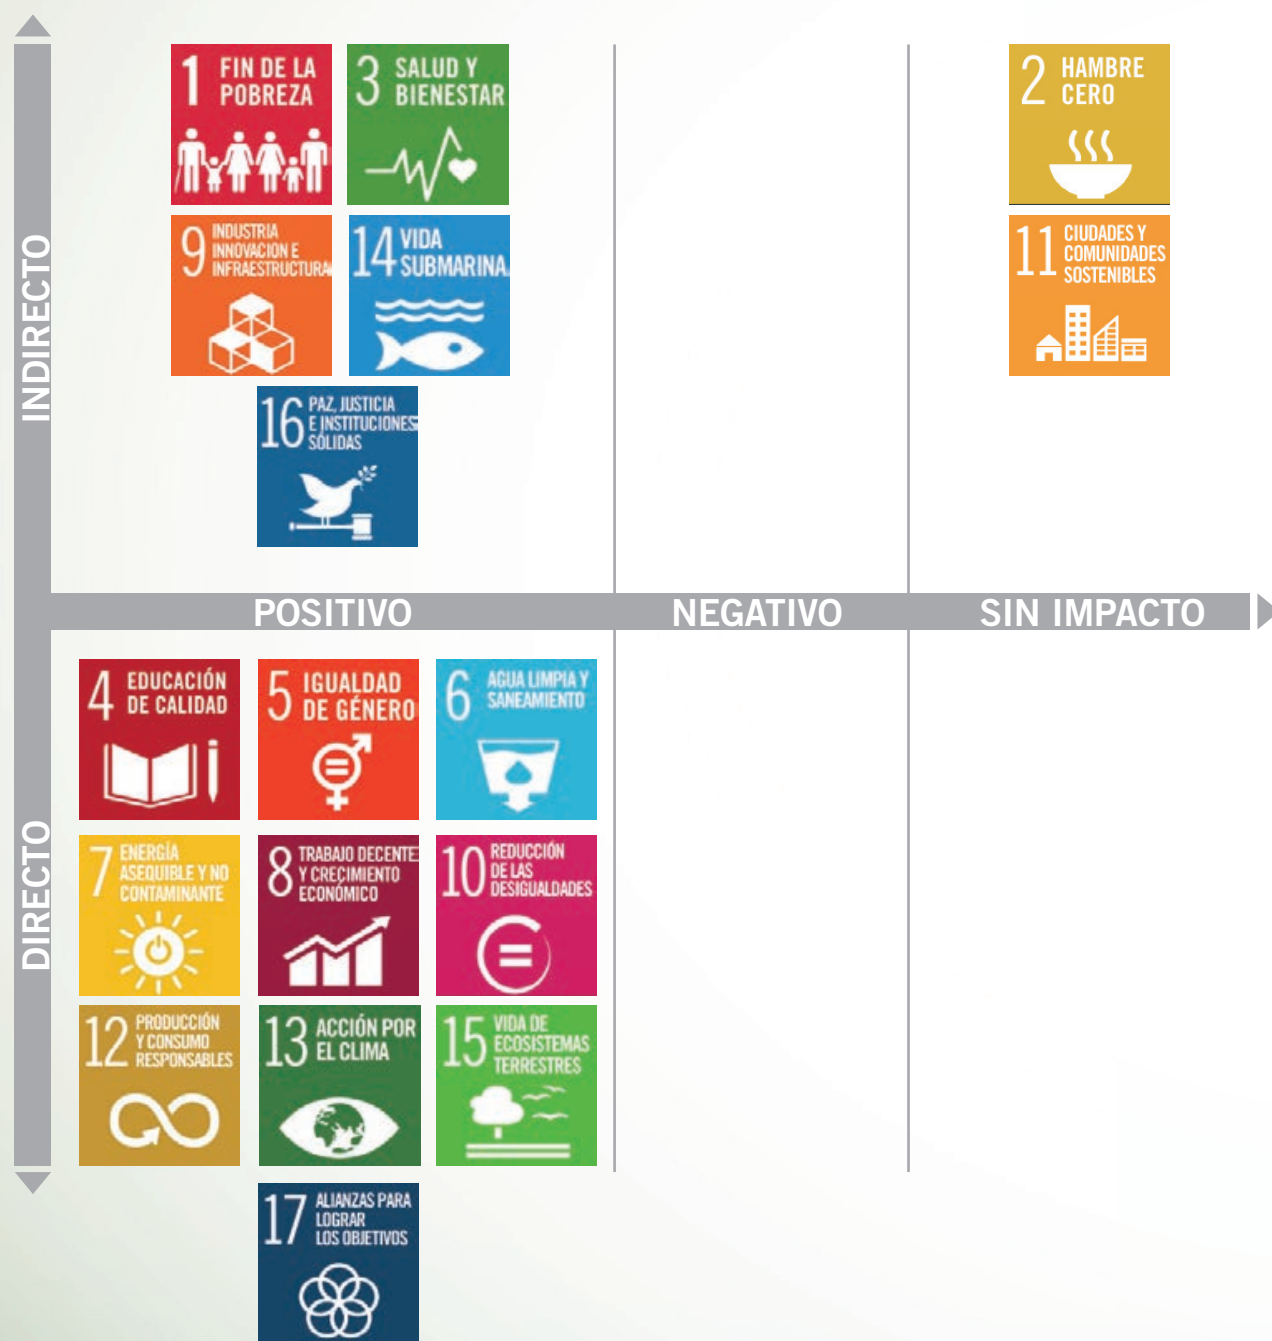 1 FIN DE LA
POBREZA
3 SALUD Y
BIENESTAR
2 HAMBRE
CERO
9 INDUSTRIA
INNOVACION E
INFRAESTRUCTURA
14 VIDA
SUBMARINA
11 CIUDADES Y
COMUNIDADES
SOSTENIBLES
INDIRECTO
16 PAZ, JUSTICIA
E INSTITUCIONES
SÓLIDAS
POSITIVO
NEGATIVO
SIN IMPACTO
4 EDUCACIÓN
DE CALIDAD
5 IGUALDAD
DE GÉNERO
6 AGUA LIMPIA Y
SANEAMIENTO
DIRECTO
7 ENERGÍA
ASEQUIBLE Y NO
CONTAMINANTE
8 TRABAJO DECENTE
Y CRECIMIENTO
ECONÓMICO
10 REDUCCIÓN
DE LAS
DESIGUALDADES
12 PRODUCCIÓN
Y CONSUMO
RESPONSABLES
13 ACCIÓN POR
EL CLIMA
15 VIDA DE
ECOSISTEMAS
TERRESTRES
17 ALIANZAS PARA
LOGRAR
LOS OBJETIVOS